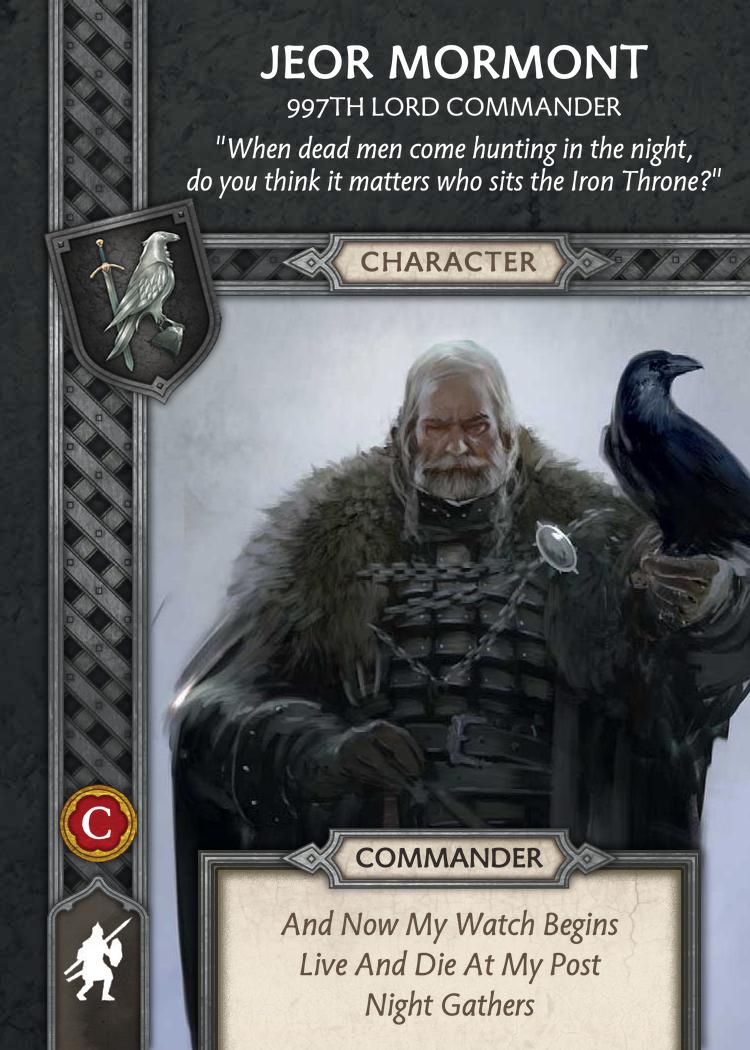 JEOR MORMONT
997TH LORD COMMANDER
"When dead men come hunting in the night,
do you think it matters who sits the Iron Throne?"
CHARACTER
C
COMMANDER
And Now My Watch Begins
Live And Die At My Post
Night Gathers